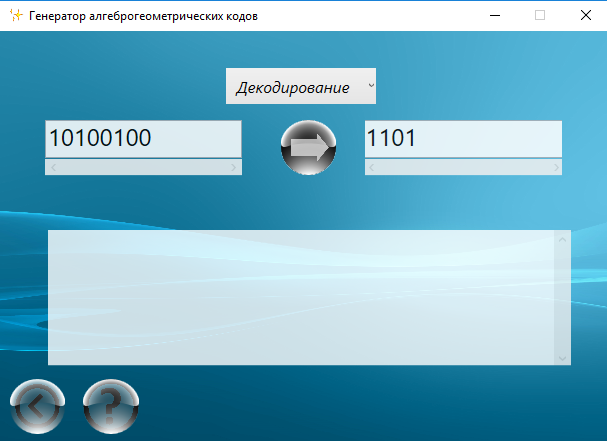 Генератор алгеброгеометрических кодов
Декодирование
10100100
1101
?